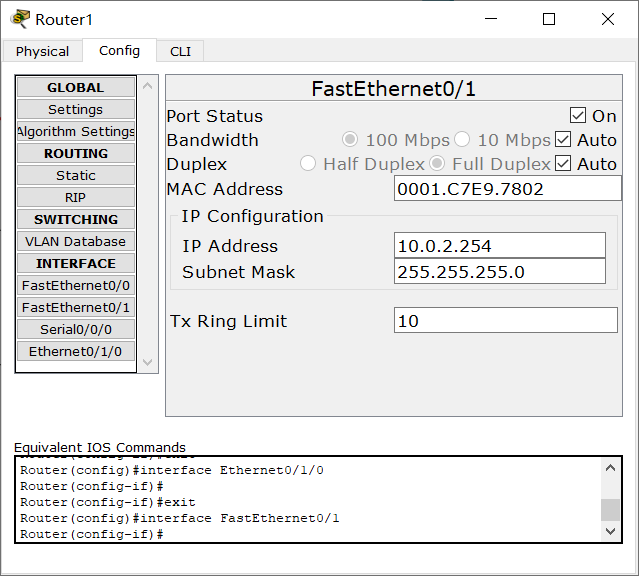 Router1
Physical Config CLI
GLOBAL
Settings
Algorithm Settings
ROUTING
Static
RIP
SWITCHING
VLAN Database
INTERFACE
FastEthernet0/0
FastEthernet0/1
Serial0/0/0
Ethernet0/1/0
FastEthernet0/1
Port Status On
Bandwidth 100 Mbps 10 Mbps Auto
Duplex Half Duplex Full Duplex Auto
MAC Address 0001.C7E9.7802
IP Configuration
IP Address 10.0.2.254
Subnet Mask 255.255.255.0
Tx Ring Limit 10
Equivalent IOS Commands
Router(config)#interface Ethernet0/1/0
Router(config-if)#
Router(config-if)#exit
Router(config)#interface FastEthernet0/1
Router(config-if)#